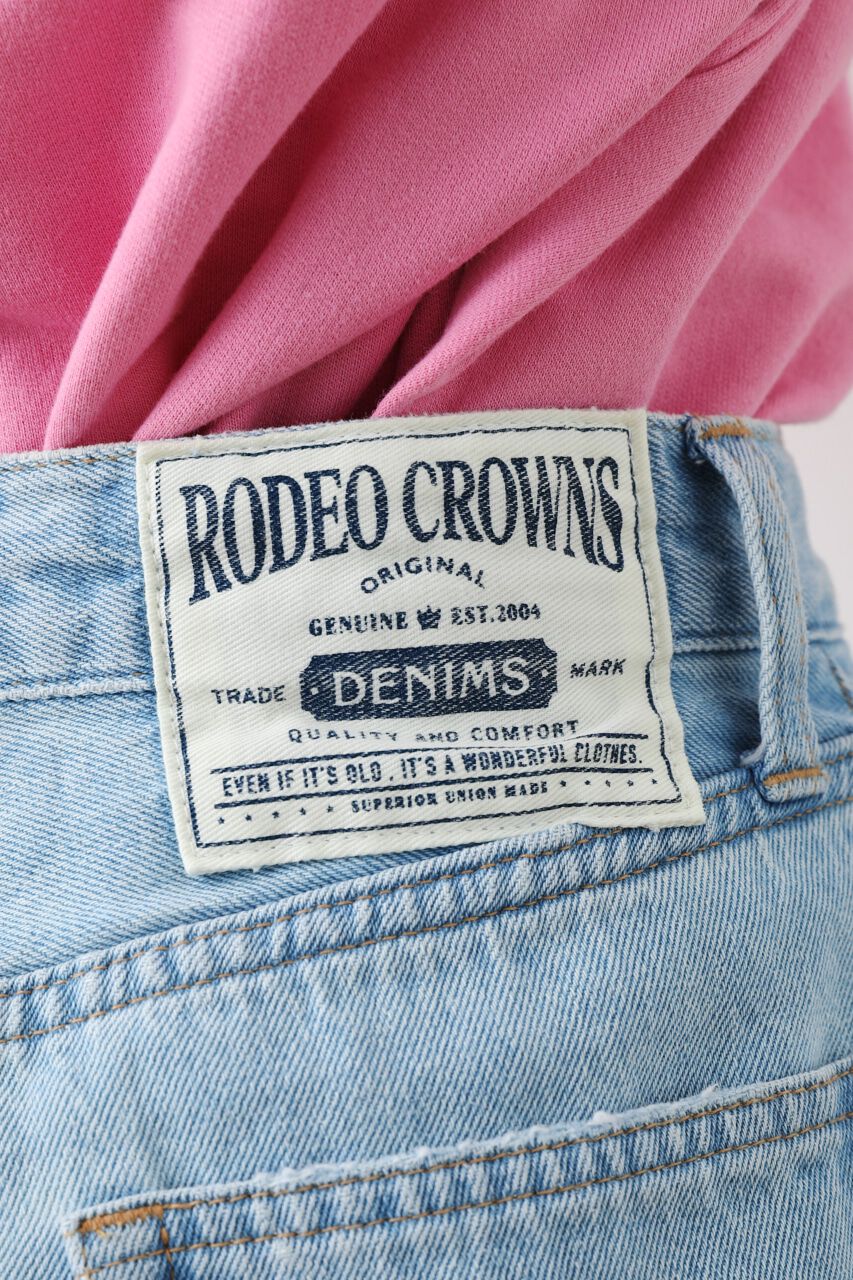 RODEO CROWNS
ORIGINAL
GENUINE EST.2004
TRADE DENIMS MARK
QUALITY AND COMFORT
EVEN IF IT'S OLD , IT'S A WONDERFUL CLOTHES.
SUPERIOR UNION MADE